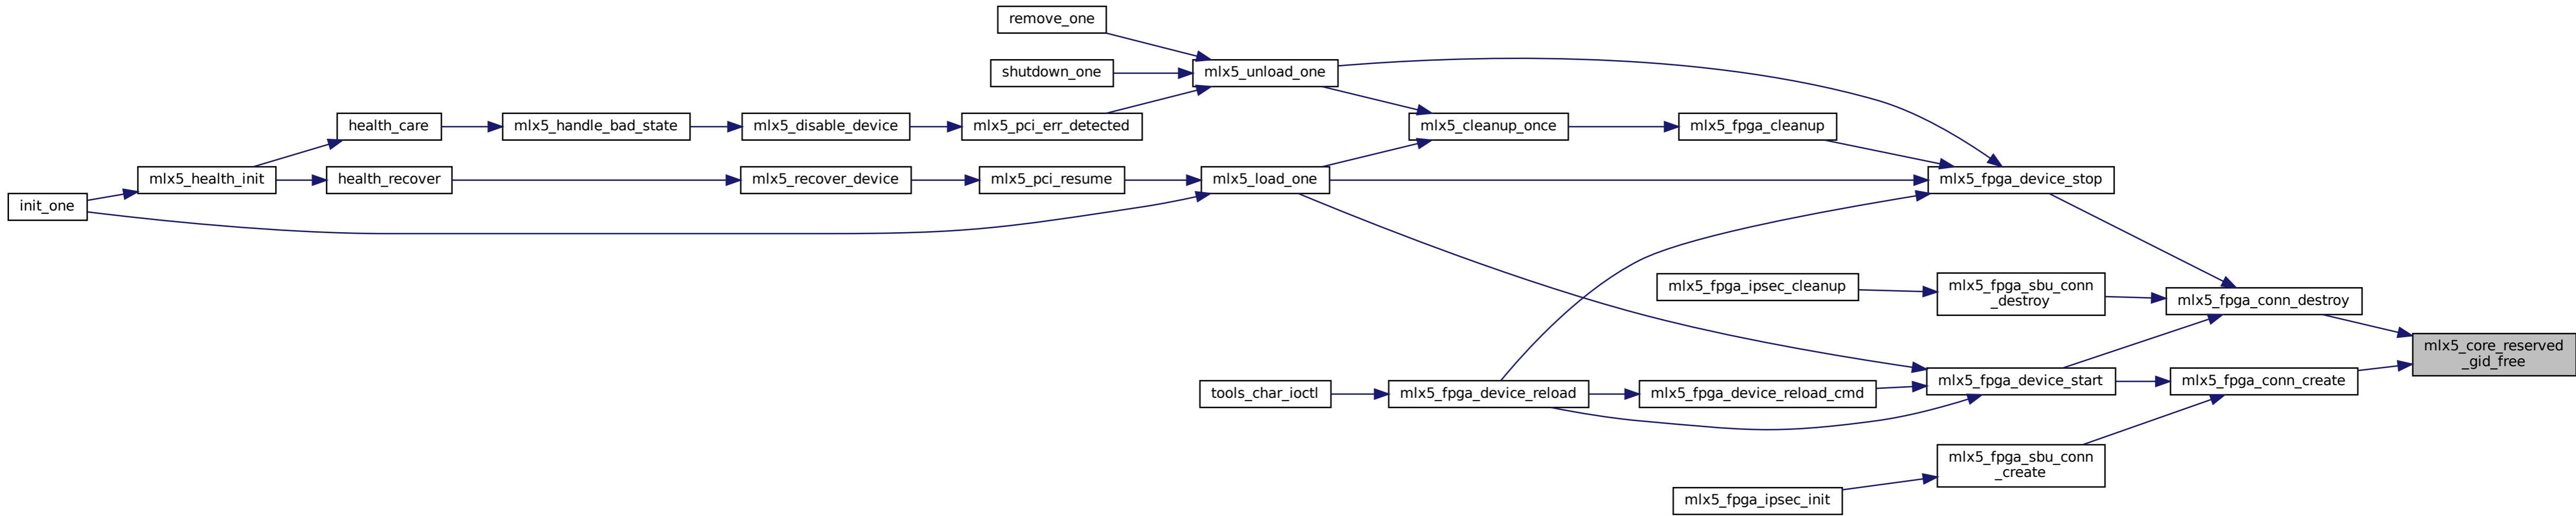 remove_one
shutdown_one
mlx5_unload_one
health_care
mlx5_handle_bad_state
mlx5_disable_device
mlx5_pci_err_detected
mlx5_cleanup_once
mlx5_fpga_cleanup
init_one
mlx5_health_init
health_recover
mlx5_recover_device
mlx5_pci_resume
mlx5_load_one
mlx5_fpga_device_stop
mlx5_fpga_ipsec_cleanup
mlx5_fpga_sbu_conn
_destroy
mlx5_fpga_conn_destroy
mlx5_core_reserved
_gid_free
tools_char_ioctl
mlx5_fpga_device_reload
mlx5_fpga_device_reload_cmd
mlx5_fpga_device_start
mlx5_fpga_conn_create
mlx5_fpga_sbu_conn
_create
mlx5_fpga_ipsec_init